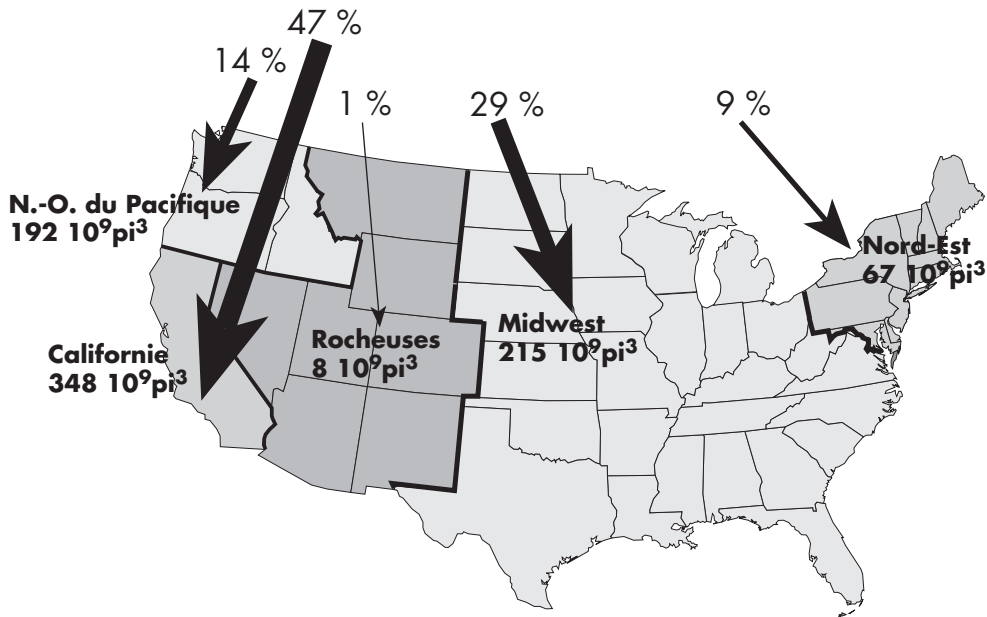 47 %
14 %
1 %
29 %
9 %
N.-O. du Pacifique
192 10⁹pi³
Nord-Est
67 10⁹pi³
Midwest
215 10⁹pi³
Rocheuses
8 10⁹pi³
Californie
348 10⁹pi³